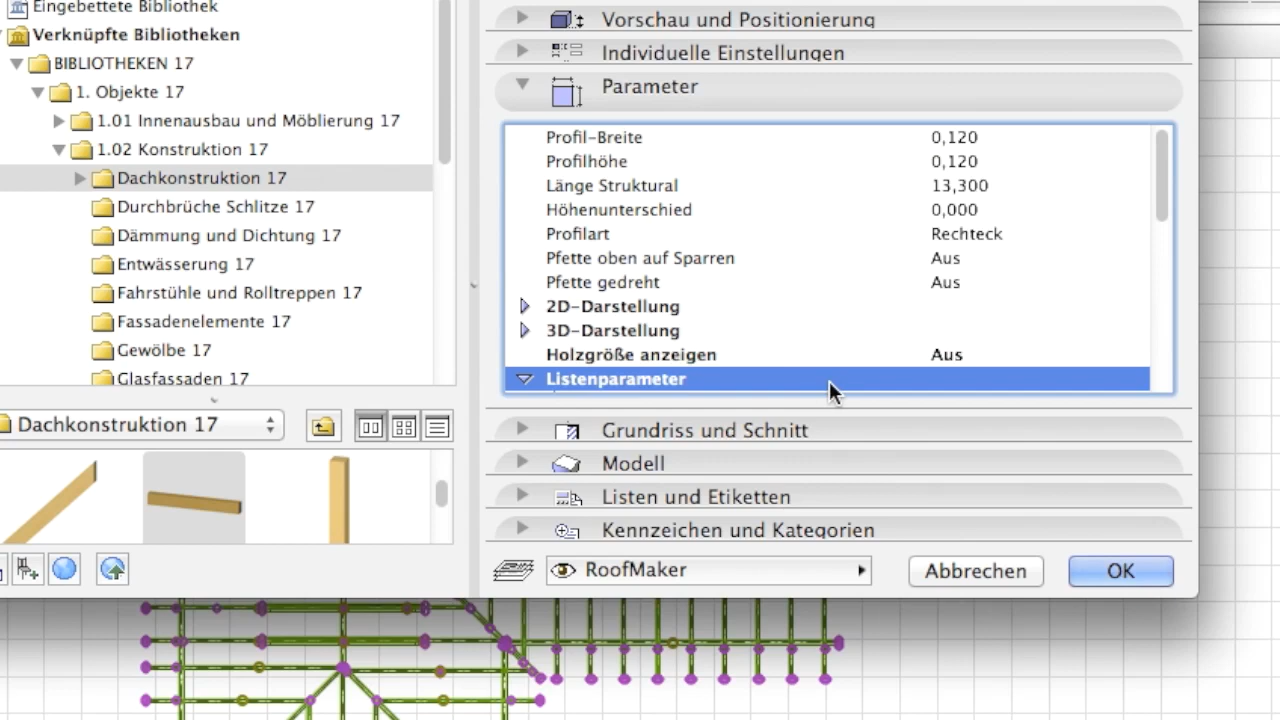 Eingebettete Bibliothek
Verknüpfte Bibliotheken
BIBLIOTHEKEN 17
1. Objekte 17
1.01 Innenausbau und Möblierung 17
1.02 Konstruktion 17
Dachkonstruktion 17
Durchbrüche Schlitze 17
Dämmung und Dichtung 17
Entwässerung 17
Fahrstühle und Rolltreppen 17
Fassadenelemente 17
Gewölbe 17
Glasfassaden 17
Dachkonstruktion 17
Vorschau und Positionierung
Individuelle Einstellungen
Parameter
Profil-Breite 0,120
Profilhöhe 0,120
Länge Struktural 13,300
Höhenunterschied 0,000
Profilart Rechteck
Pfette oben auf Sparren Aus
Pfette gedreht Aus
2D-Darstellung
3D-Darstellung
Holzgröße anzeigen Aus
Listenparameter
Grundriss und Schnitt
Modell
Listen und Etiketten
Kennzeichen und Kategorien
RoofMaker
Abbrechen
OK